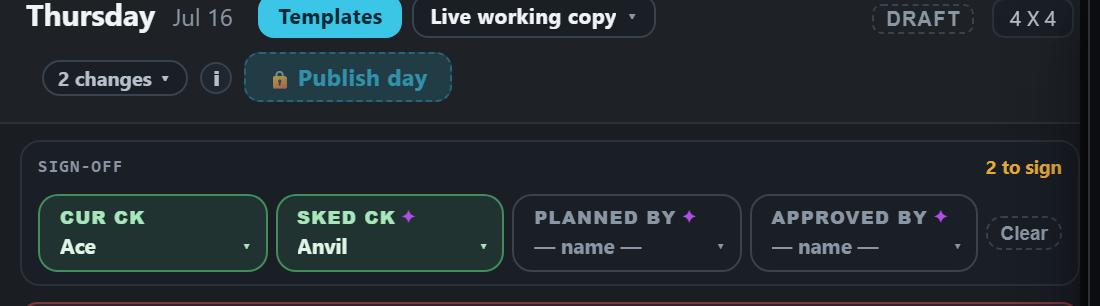 Thursday Jul 16 Templates Live working copy DRAFT 4 X 4
2 changes i Publish day
SIGN-OFF 2 to sign
CUR CK SKED CK PLANNED BY APPROVED BY
Ace Anvil — name — — name — Clear